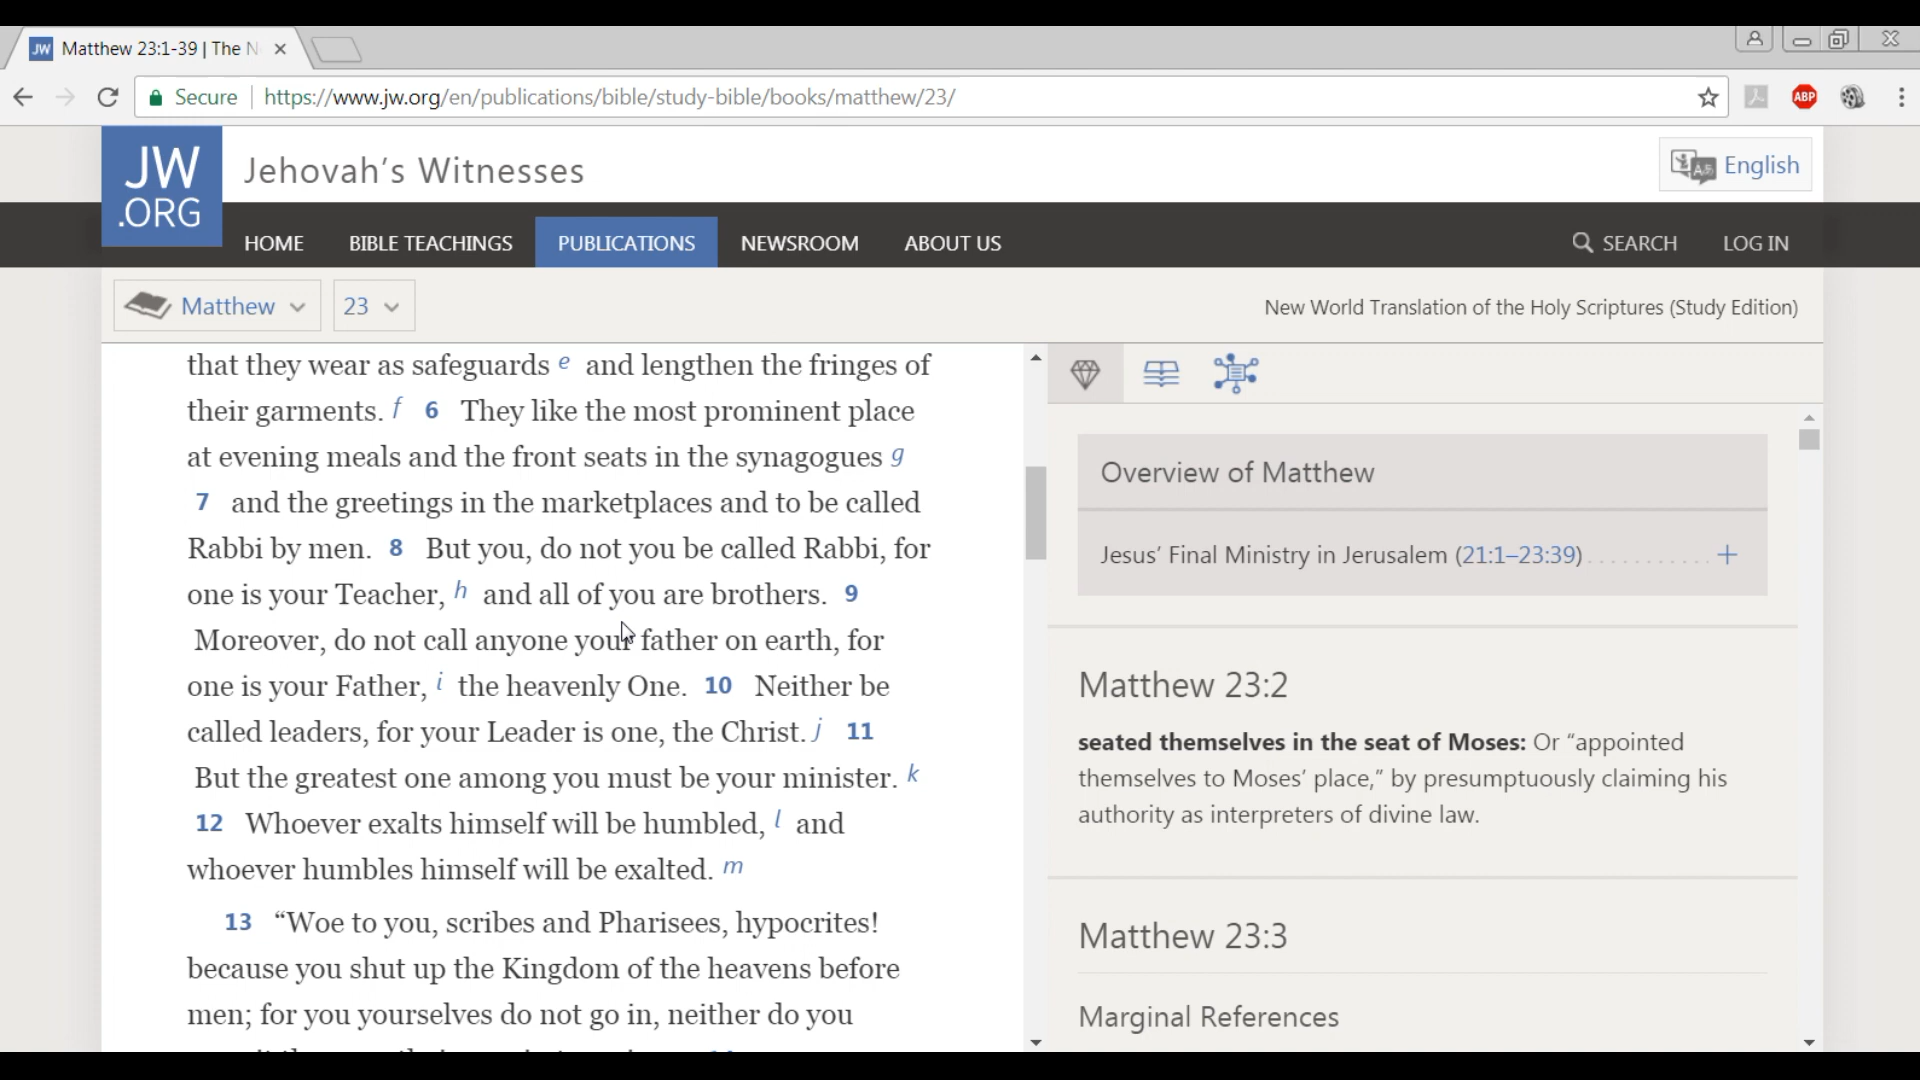 JW Matthew 23:1-39 | The N
Secure https://www.jw.org/en/publications/bible/study-bible/books/matthew/23/
ABP
JW
.ORG
Jehovah's Witnesses
English
HOME BIBLE TEACHINGS PUBLICATIONS NEWSROOM ABOUT US SEARCH LOG IN
Matthew 23 New World Translation of the Holy Scriptures (Study Edition)
that they wear as safeguards e and lengthen the fringes of
their garments. f 6 They like the most prominent place
at evening meals and the front seats in the synagogues g
7 and the greetings in the marketplaces and to be called
Rabbi by men. 8 But you, do not you be called Rabbi, for
one is your Teacher, h and all of you are brothers. 9
Moreover, do not call anyone your father on earth, for
one is your Father, i the heavenly One. 10 Neither be
called leaders, for your Leader is one, the Christ. j 11
But the greatest one among you must be your minister. k
12 Whoever exalts himself will be humbled, l and
whoever humbles himself will be exalted. m
13 “Woe to you, scribes and Pharisees, hypocrites!
because you shut up the Kingdom of the heavens before
men; for you yourselves do not go in, neither do you
Overview of Matthew
Jesus’ Final Ministry in Jerusalem (21:1–23:39) . . . . . . . . . . . +
Matthew 23:2
seated themselves in the seat of Moses: Or “appointed
themselves to Moses’ place,” by presumptuously claiming his
authority as interpreters of divine law.
Matthew 23:3
Marginal References